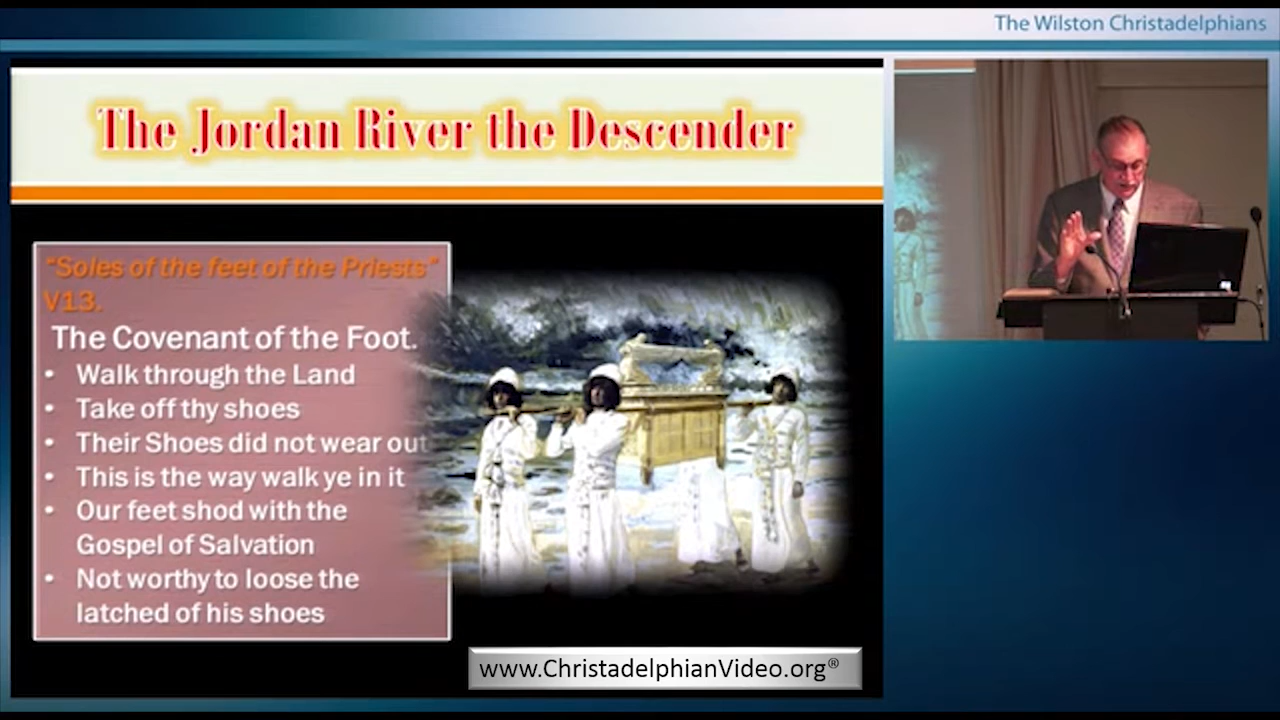 The Wilston Christadelphians
The Jordan River the Descender
"Soles of the feet of the Priests"
V13.
The Covenant of the Foot.
• Walk through the Land
• Take off thy shoes
• Their Shoes did not wear out
• This is the way walk ye in it
• Our feet shod with the
Gospel of Salvation
• Not worthy to loose the
latched of his shoes
www.ChristadelphianVideo.org®